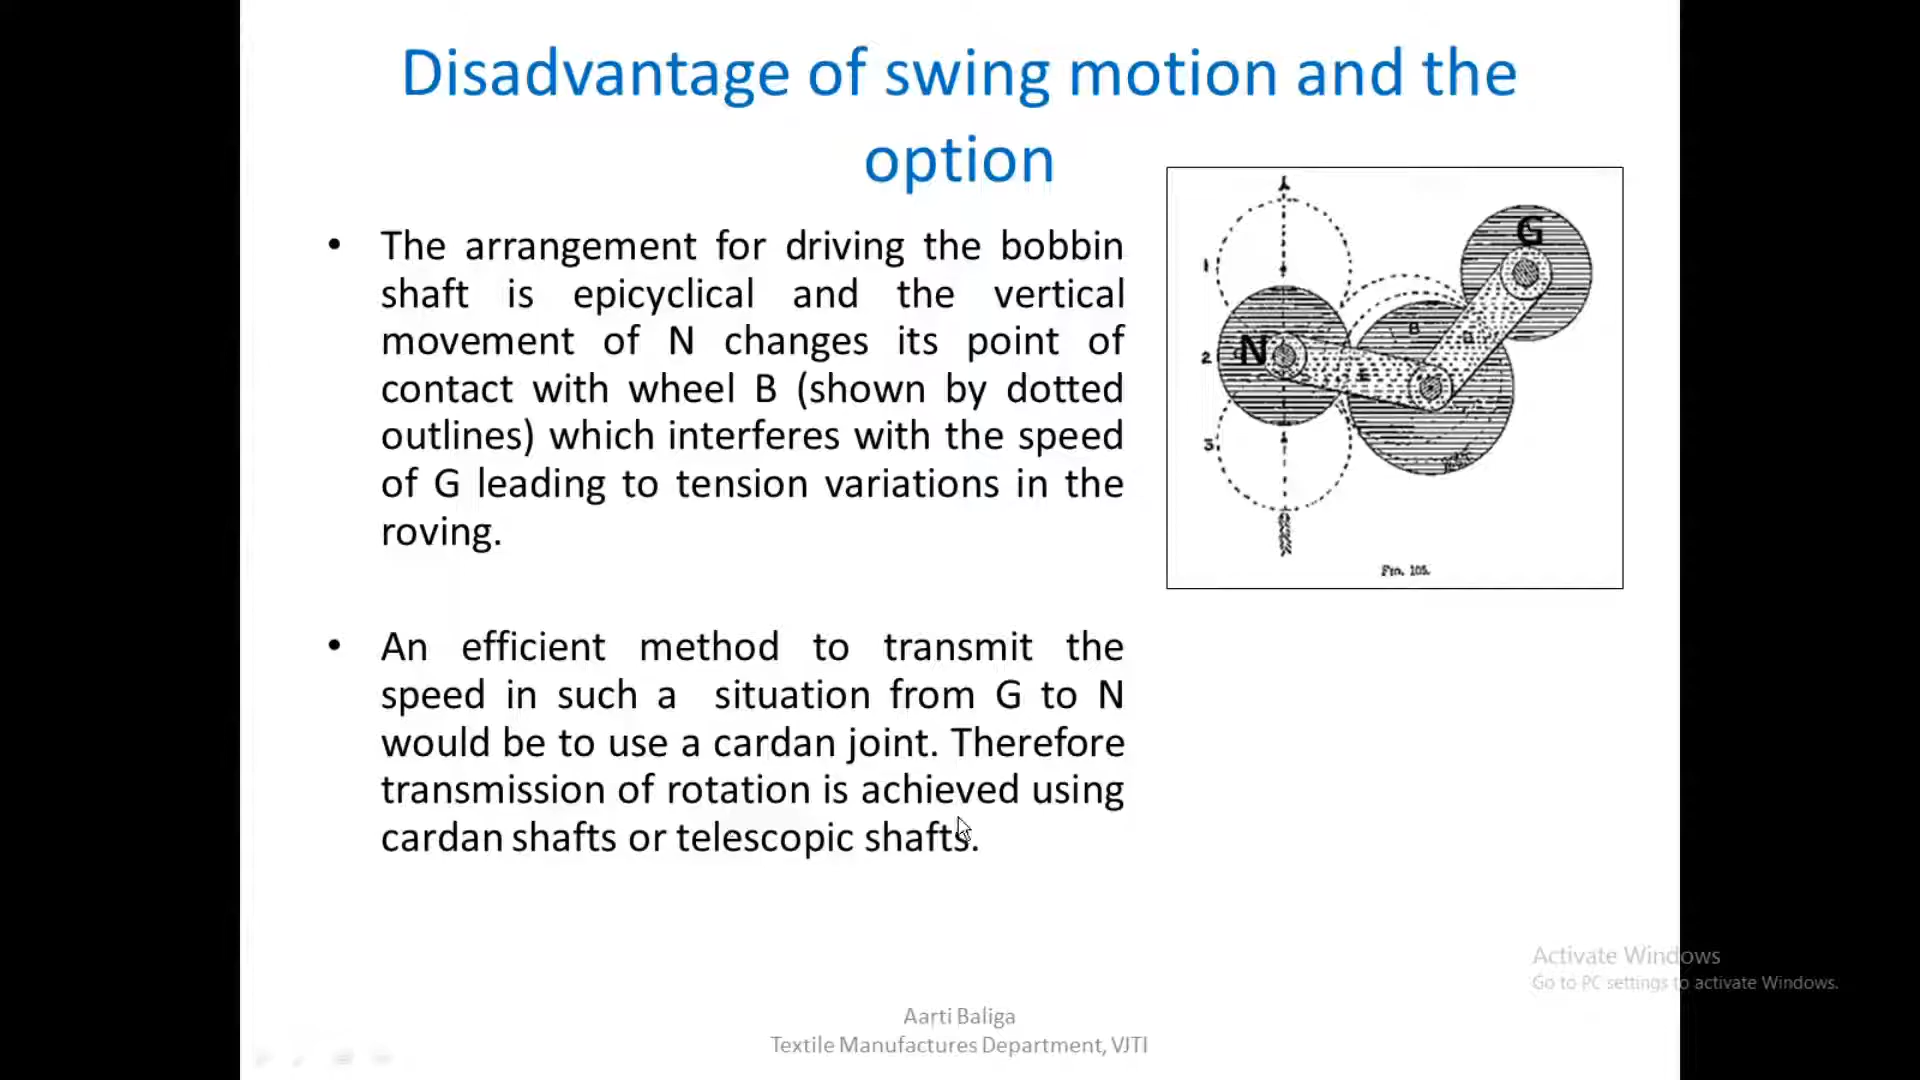 Disadvantage of swing motion and the
option
• The arrangement for driving the bobbin
shaft is epicyclical and the vertical
movement of N changes its point of
contact with wheel B (shown by dotted
outlines) which interferes with the speed
of G leading to tension variations in the
roving.
• An efficient method to transmit the
speed in such a situation from G to N
would be to use a cardan joint. Therefore
transmission of rotation is achieved using
cardan shafts or telescopic shafts.
G
1
B
2
N
3
Fig. 105.
Activate Windows
Go to PC settings to activate Windows.
Aarti Baliga
Textile Manufactures Department, VJTI